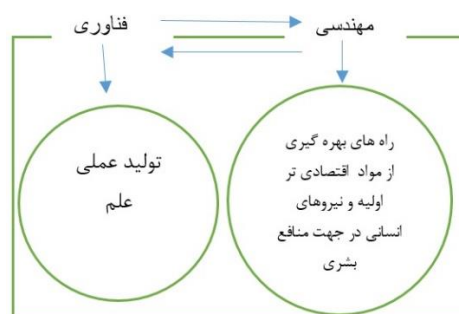 مهندسی
فناوری
راه های بهره گیری
از مواد اقتصادی تر
اولیه و نیروهای
انسانی در جهت منافع
بشری
تولید عملی
علم